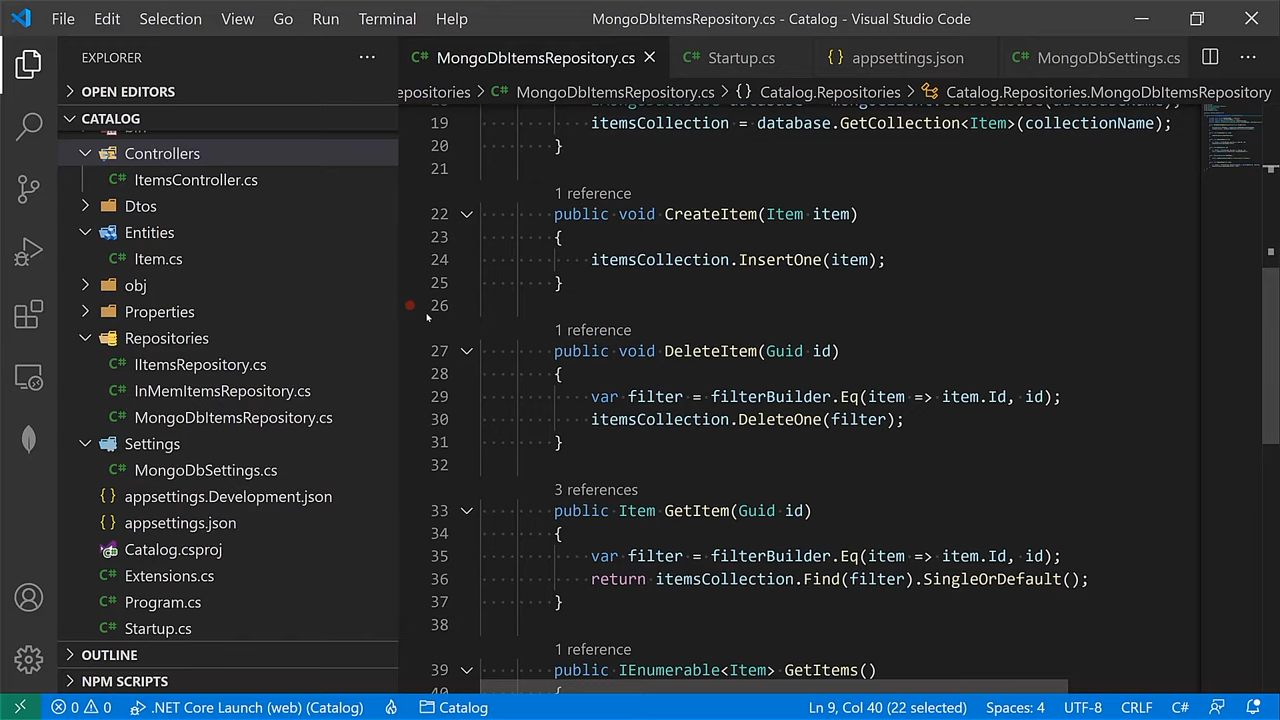 File Edit Selection View Go Run Terminal Help MongoDbItemsRepository.cs - Catalog - Visual Studio Code
EXPLORER
MongoDbItemsRepository.cs Startup.cs {} appsettings.json MongoDbSettings.cs
OPEN EDITORS
epositories > MongoDbItemsRepository.cs > {} Catalog.Repositories > Catalog.Repositories.MongoDbItemsRepository
CATALOG
Controllers
ItemsController.cs
Dtos
Entities
Item.cs
obj
Properties
Repositories
IItemsRepository.cs
InMemItemsRepository.cs
MongoDbItemsRepository.cs
Settings
MongoDbSettings.cs
{} appsettings.Development.json
{} appsettings.json
Catalog.csproj
Extensions.cs
Program.cs
Startup.cs
OUTLINE
NPM SCRIPTS
19 itemsCollection = database.GetCollection<Item>(collectionName);
20 }
21
1 reference
22 public void CreateItem(Item item)
23 {
24 itemsCollection.InsertOne(item);
25 }
26
1 reference
27 public void DeleteItem(Guid id)
28 {
29 var filter = filterBuilder.Eq(item => item.Id, id);
30 itemsCollection.DeleteOne(filter);
31 }
32
3 references
33 public Item GetItem(Guid id)
34 {
35 var filter = filterBuilder.Eq(item => item.Id, id);
36 return itemsCollection.Find(filter).SingleOrDefault();
37 }
38
1 reference
39 public IEnumerable<Item> GetItems()
0 0 .NET Core Launch (web) (Catalog) Catalog Ln 9, Col 40 (22 selected) Spaces: 4 UTF-8 CRLF C#